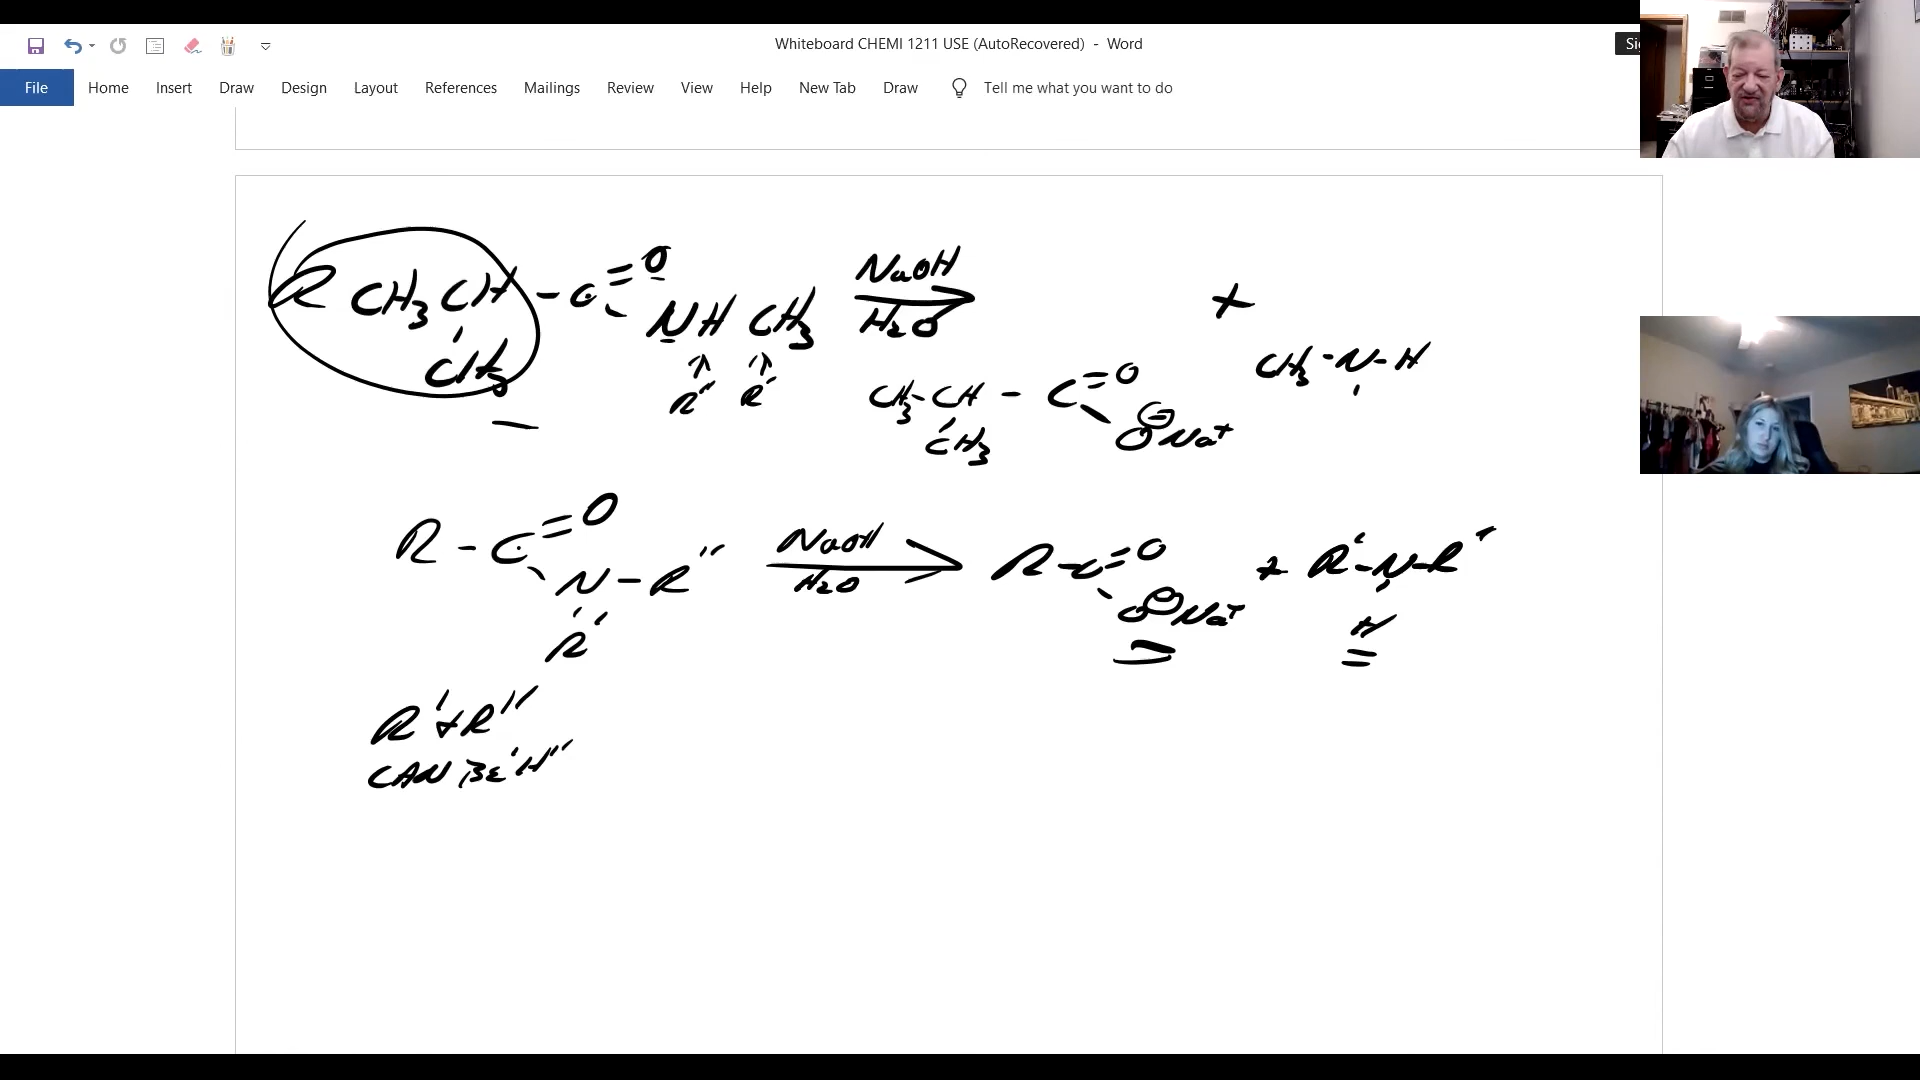 Whiteboard CHEMI 1211 USE (AutoRecovered) - Word
Si
File Home Insert Draw Design Layout References Mailings Review View Help New Tab Draw Tell me what you want to do
R CH3CH - C = O NaOH +
NH CH3 H2O
CH3 CH3 - N - H
R'' R' CH3 - CH - C = O
CH3 O⊖Na+
R - C = O NaOH R - C = O + R' - N - R''
N - R'' H2O O⊖Na+ H
R'
R' + R''
CAN BE "H"